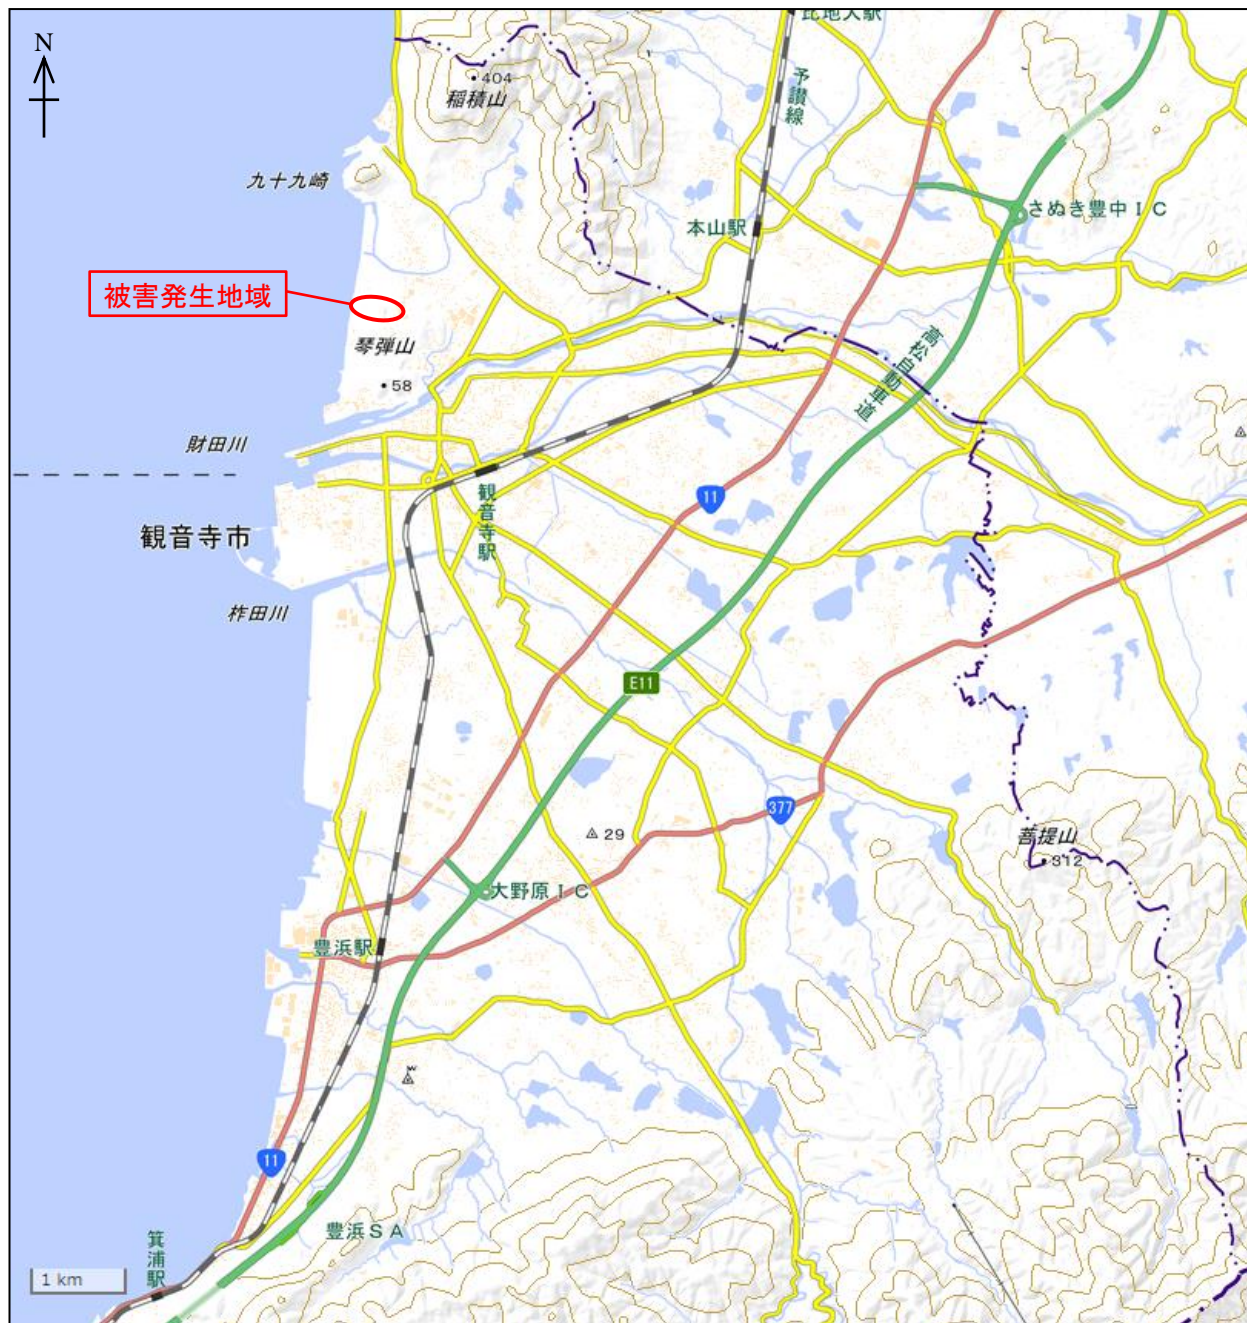 比地大駅
N
404
稲積山
予讃線
九十九崎
さぬき豊中ＩＣ
本山駅
被害発生地域
琴弾山
58
高松自動車道
財田川
11
観音寺駅
観音寺市
柞田川
E11
377
29
菩提山
312
大野原ＩＣ
豊浜駅
11
豊浜ＳＡ
箕浦駅
1 km